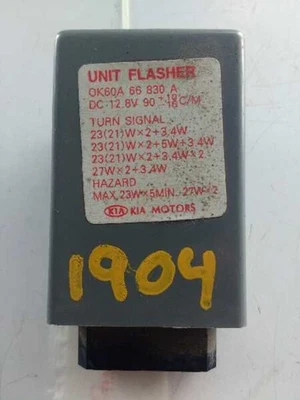 UNIT FLASHER
OK60A 66 830 A
DC 12.8V 90 +10 -15 C/M
TURN SIGNAL
23(21)W×2+3.4W
23(21)W×2+5W+3.4W
23(21)W×2+3.4W×2
27W×2+3.4W
HAZARD
MAX.23W×5MIN. 27W×2
KIA KIA MOTORS
1904